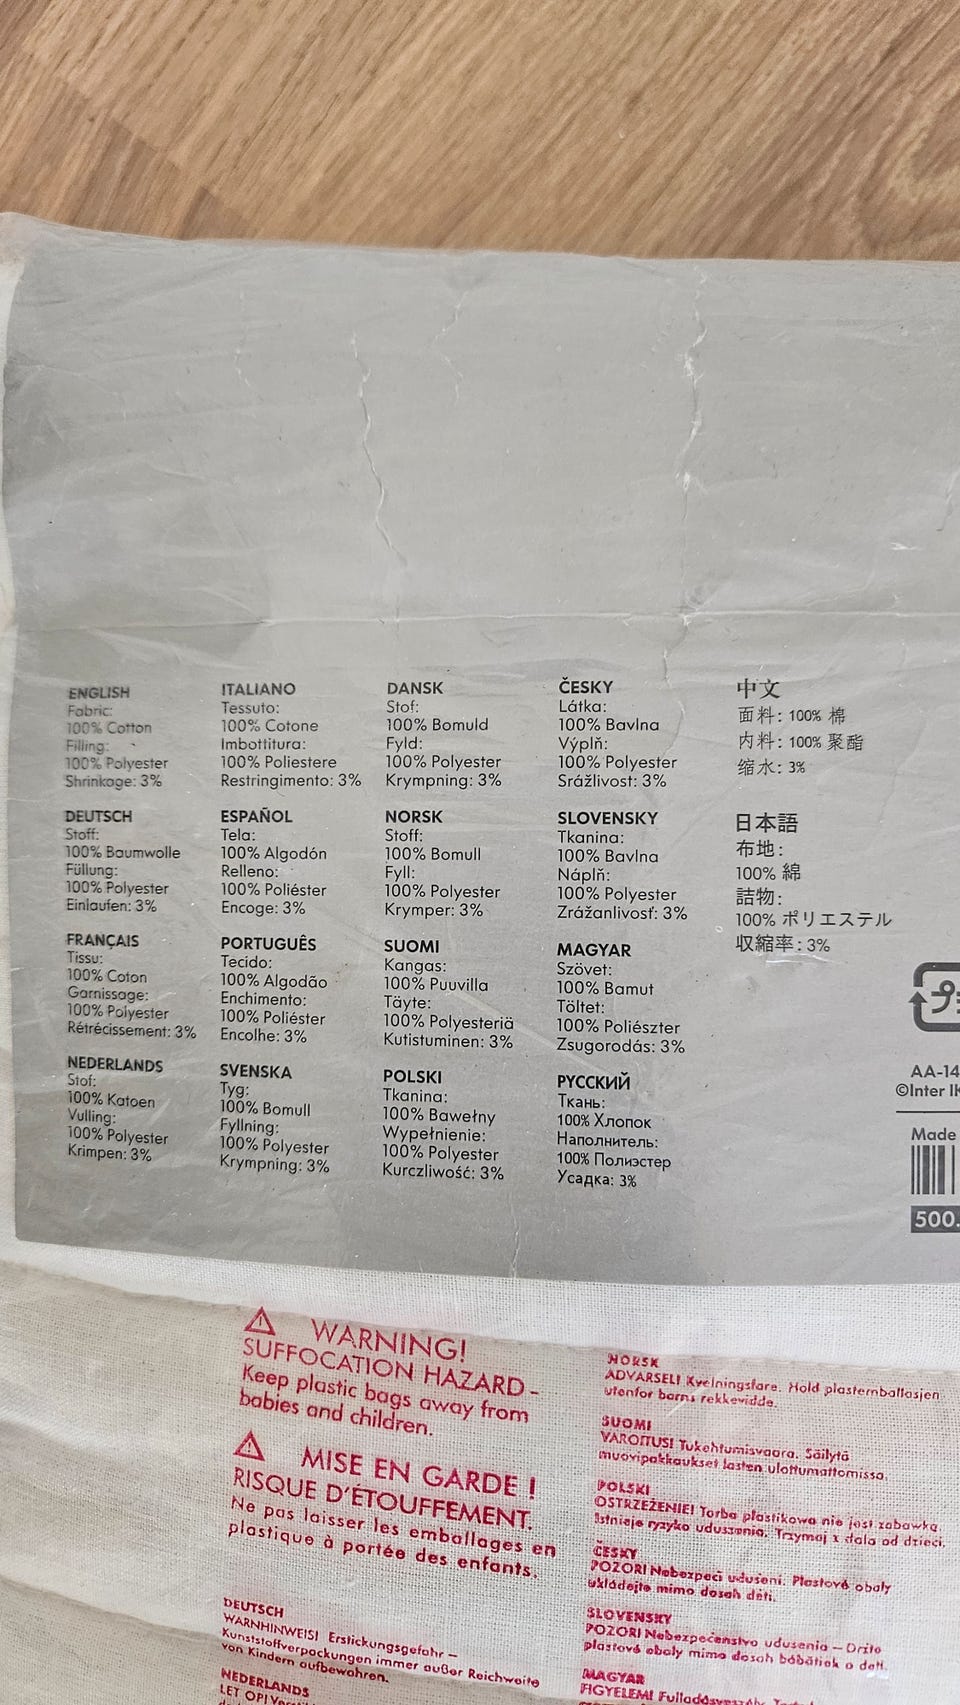 ENGLISH
Fabric:
100% Cotton
Filling:
100% Polyester
Shrinkage: 3%
DEUTSCH
Stoff:
100% Baumwolle
Füllung:
100% Polyester
Einlaufen: 3%
FRANÇAIS
Tissu:
100% Coton
Garnissage:
100% Polyester
Rétrécissement: 3%
NEDERLANDS
Stof:
100% Katoen
Vulling:
100% Polyester
Krimpen: 3%
ITALIANO
Tessuto:
100% Cotone
Imbottitura:
100% Poliestere
Restringimento: 3%
ESPAÑOL
Tela:
100% Algodón
Relleno:
100% Poliéster
Encoge: 3%
PORTUGUÊS
Tecido:
100% Algodão
Enchimento:
100% Poliéster
Encolhe: 3%
SVENSKA
Tyg:
100% Bomull
Fyllning:
100% Polyester
Krympning: 3%
DANSK
Stof:
100% Bomuld
Fyld:
100% Polyester
Krympning: 3%
NORSK
Stoff:
100% Bomull
Fyll:
100% Polyester
Krymper: 3%
SUOMI
Kangas:
100% Puuvilla
Täyte:
100% Polyesteriä
Kutistuminen: 3%
POLSKI
Tkanina:
100% Bawełny
Wypełnienie:
100% Polyester
Kurczliwość: 3%
ČESKY
Látka:
100% Bavlna
Výplň:
100% Polyester
Srážlivost: 3%
SLOVENSKY
Tkanina:
100% Bavlna
Náplň:
100% Polyester
Zrážanlivosť: 3%
MAGYAR
Szövet:
100% Bamut
Töltet:
100% Poliészter
Zsugorodás: 3%
РУССКИЙ
Ткань:
100% Хлопок
Наполнитель:
100% Полиэстер
Усадка: 3%
中文
面料: 100% 棉
内料: 100% 聚酯
缩水: 3%
日本語
布地:
100% 綿
詰物:
100% ポリエステル
収縮率: 3%
プラ
AA-14
©Inter IK
Made
500.
WARNING!
SUFFOCATION HAZARD –
Keep plastic bags away from
babies and children.
MISE EN GARDE !
RISQUE D'ÉTOUFFEMENT.
Ne pas laisser les emballages en
plastique à portée des enfants.
DEUTSCH
WARNHINWEIS! Erstickungsgefahr –
Kunststoffverpackungen immer außer Reichweite
von Kindern aufbewahren.
NEDERLANDS
LET OP!
NORSK
ADVARSEL! Kvelningsfare. Hold plastemballasjen
utenfor barns rekkevidde.
SUOMI
VAROITUS! Tukehtumisvaara. Säilytä
muovipakkaukset lasten ulottumattomissa.
POLSKI
OSTRZEŻENIE! Torba plastikowa nie jest zabawką.
Istnieje ryzyko uduszenia. Trzymaj z dala od dzieci.
ČESKY
POZOR! Nebezpečí udušení. Plastové obaly
ukládejte mimo dosah dětí.
SLOVENSKY
POZOR! Nebezpečenstvo udusenia – Držte
plastové obaly mimo dosah bábätiek a detí.
MAGYAR
FIGYELEM!